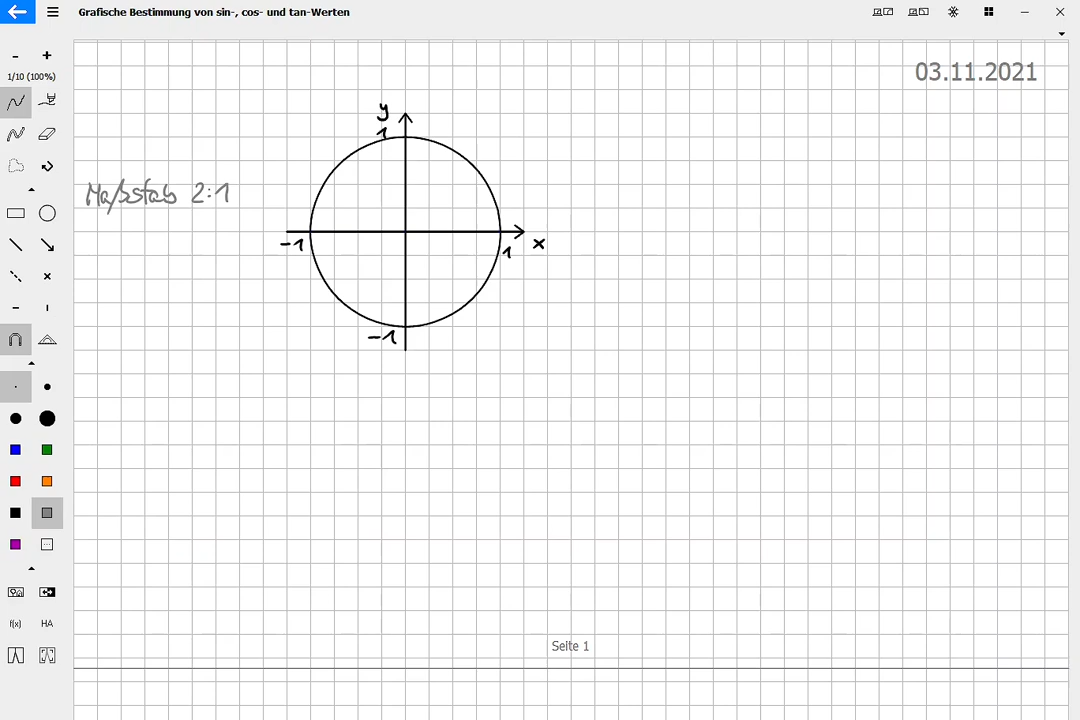 Grafische Bestimmung von sin-, cos- und tan-Werten
- +
1/10 (100%)
03.11.2021
y
1
Maßstab 2:1
-1
1
x
-1
f(x) HA
Seite 1